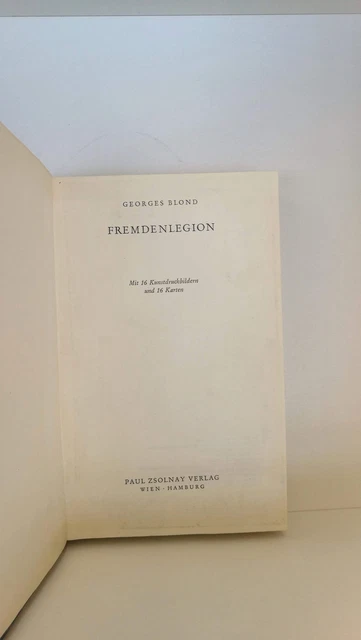 GEORGES BLOND
FREMDENLEGION
Mit 16 Kunstdruckbildern
und 16 Karten
PAUL ZSOLNAY VERLAG
WIEN · HAMBURG